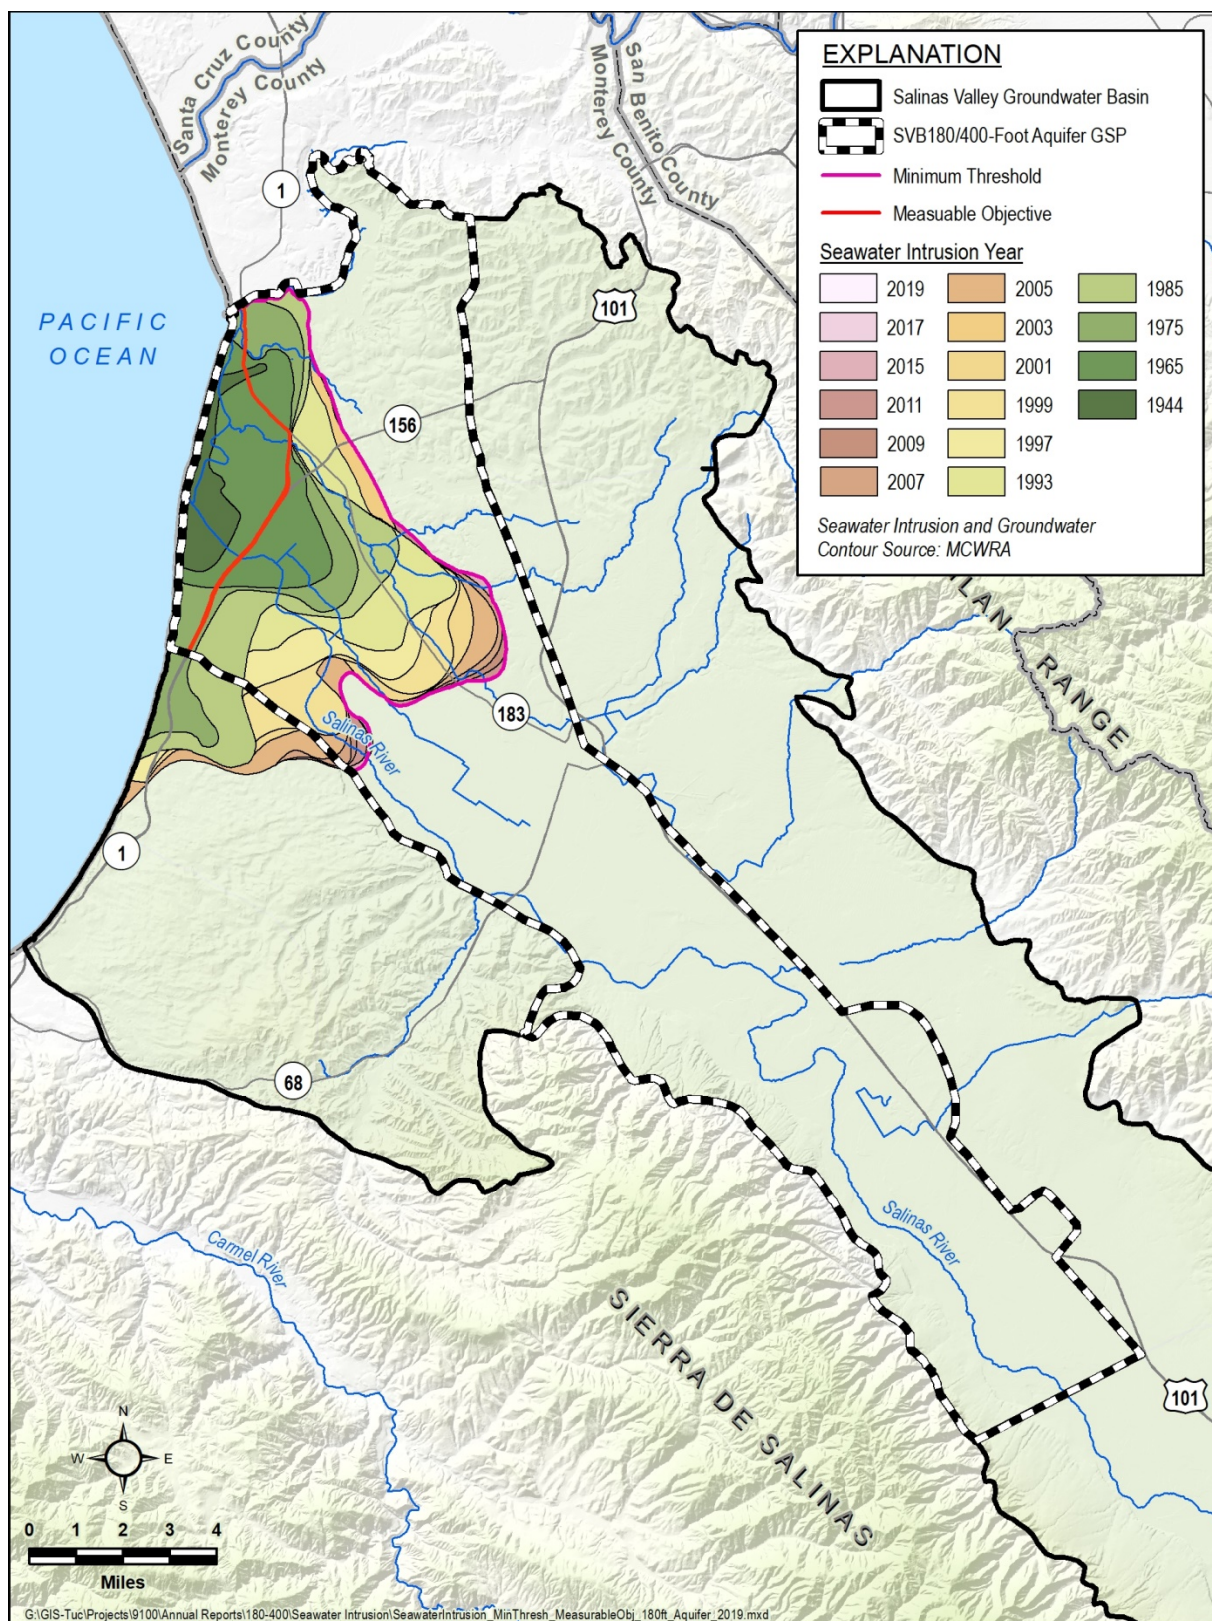 Santa Cruz County
Monterey County
San Benito County
Monterey County
1
101
PACIFIC
OCEAN
156
183
Salinas
River
1
68
Salinas
River
Carmel
River
SIERRA DE SALINAS
LAN
RANGE
101
EXPLANATION
Salinas Valley Groundwater Basin
SVB180/400-Foot Aquifer GSP
Minimum Threshold
Measuable Objective
Seawater Intrusion Year
2019 2005 1985
2017 2003 1975
2015 2001 1965
2011 1999 1944
2009 1997
2007 1993
Seawater Intrusion and Groundwater
Contour Source: MCWRA
N
W E
S
0 1 2 3 4
Miles
G:\GIS-Tuc\Projects\9100\Annual Reports\180-400\Seawater Intrusion\SeawaterIntrusion_MinThresh_MeasurableObj_180ft_Aquifer_2019.mxd